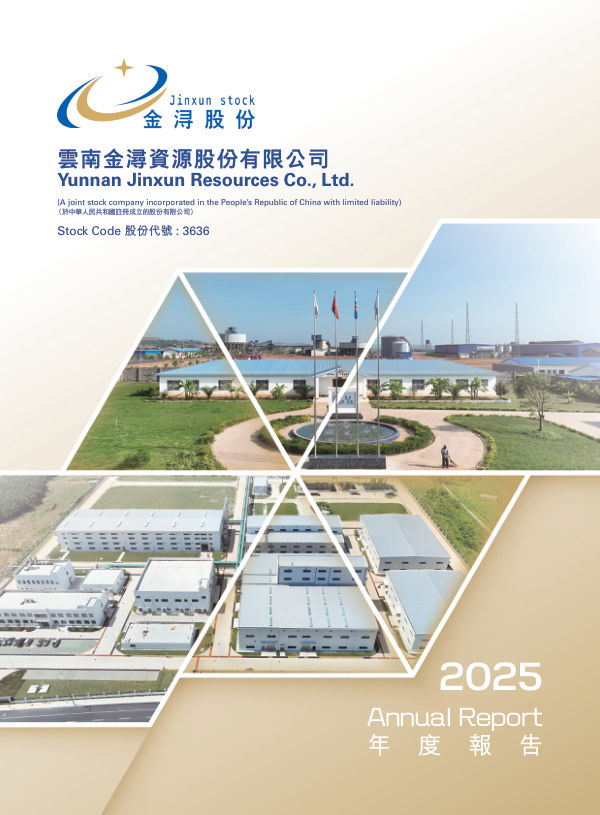 Jinxun stock
金浔股份
雲南金潯資源股份有限公司
Yunnan Jinxun Resources Co., Ltd.
(A joint stock company incorporated in the People's Republic of China with limited liability)
（於中華人民共和國註冊成立的股份有限公司）
Stock Code 股份代號 : 3636
2025
Annual Report
年度報告